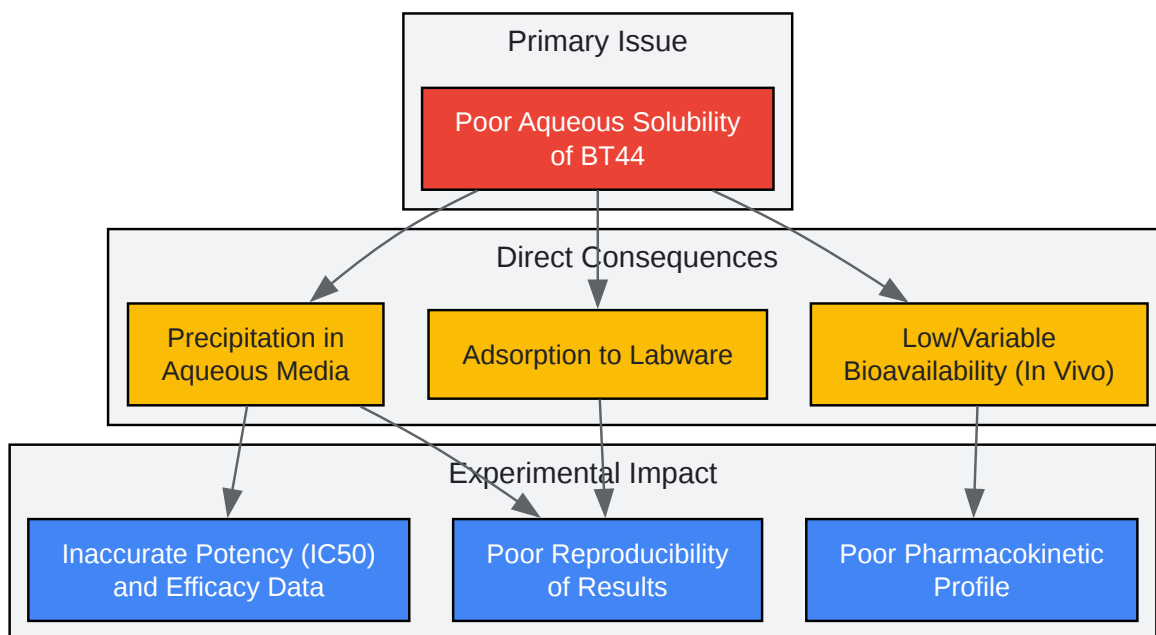 Primary Issue
Poor Aqueous Solubility
of BT44
Direct Consequences
Precipitation in
Aqueous Media
Adsorption to Labware
Low/Variable
Bioavailability (In Vivo)
Experimental Impact
Inaccurate Potency (IC50)
and Efficacy Data
Poor Reproducibility
of Results
Poor Pharmacokinetic
Profile